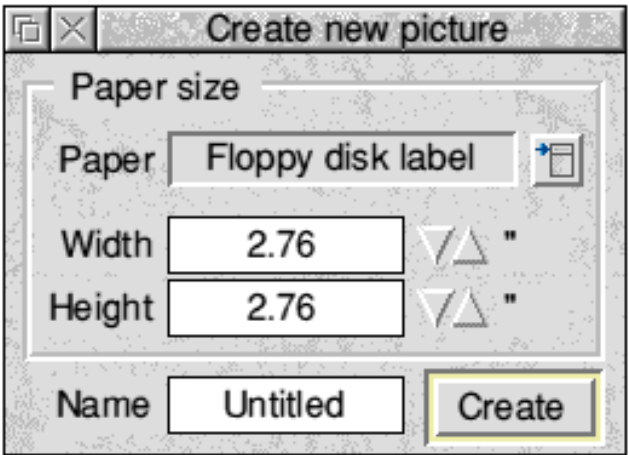 Create new picture
Paper size
Paper Floppy disk label
Width 2.76 "
Height 2.76 "
Name Untitled Create